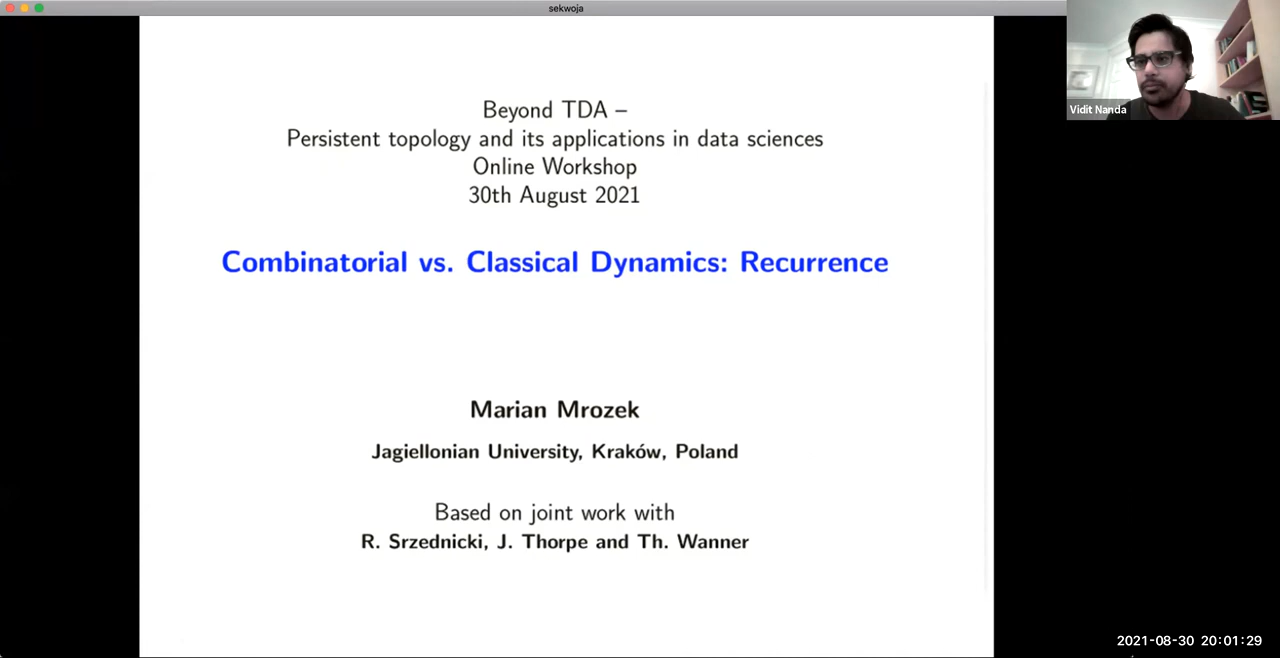 sekwoja
Vidit Nanda
Beyond TDA –
Persistent topology and its applications in data sciences
Online Workshop
30th August 2021
Combinatorial vs. Classical Dynamics: Recurrence
Marian Mrozek
Jagiellonian University, Kraków, Poland
Based on joint work with
R. Srzednicki, J. Thorpe and Th. Wanner
2021-08-30 20:01:29